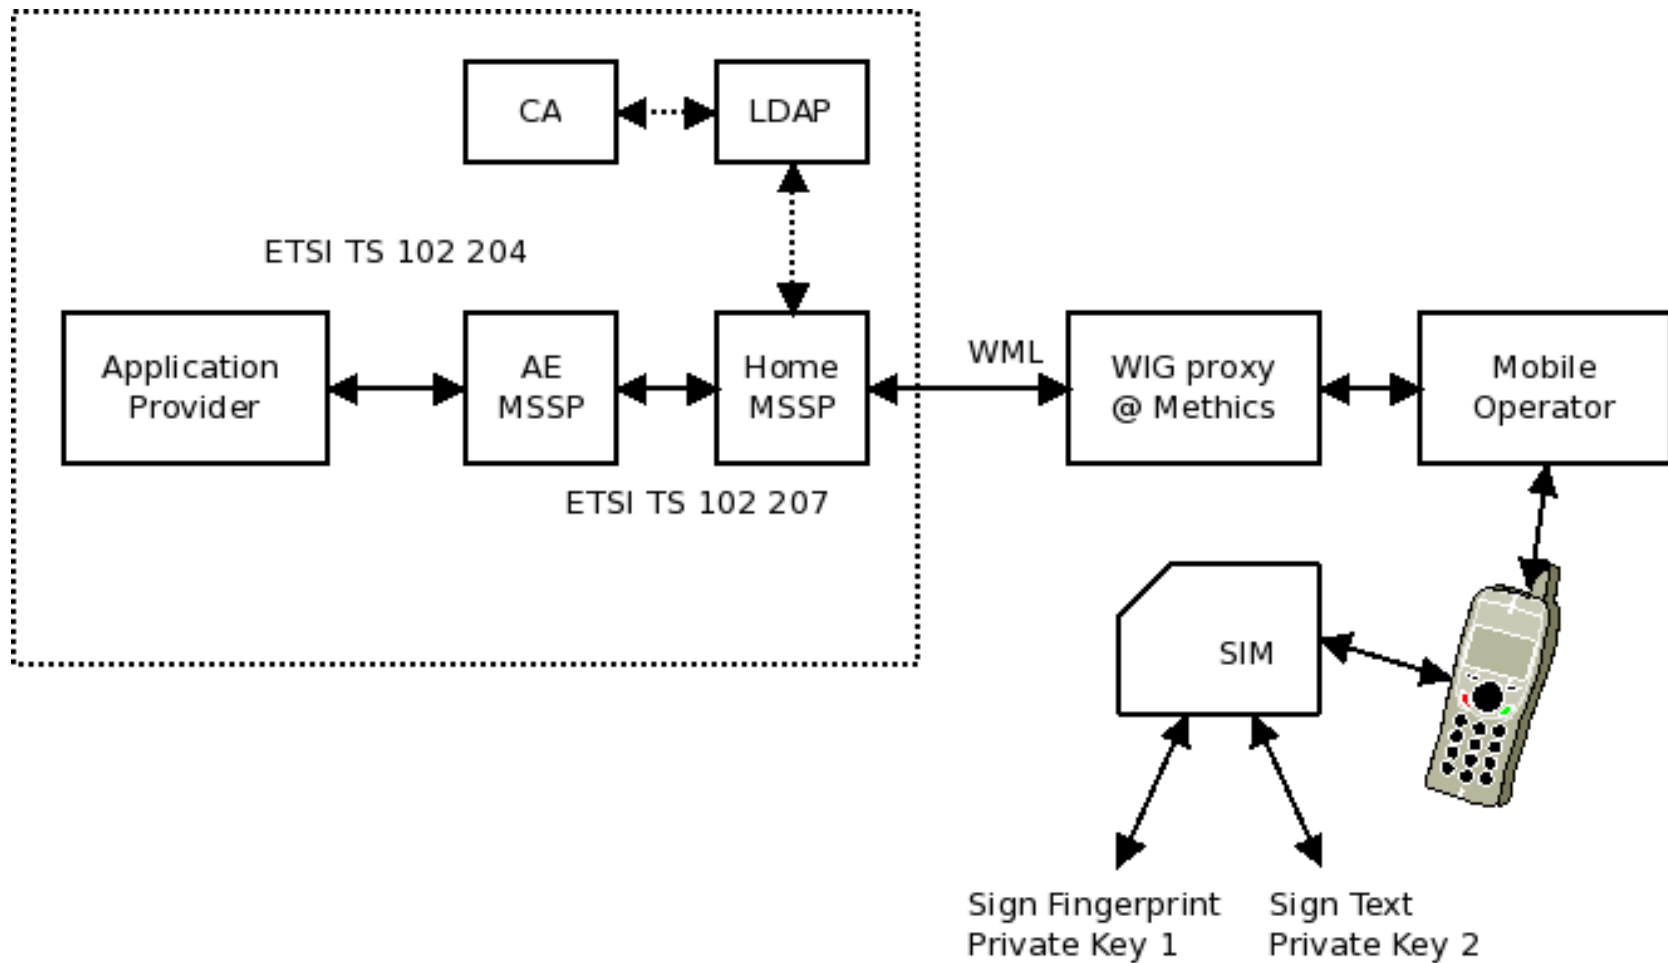 CA
LDAP
ETSI TS 102 204
Application
Provider
AE
MSSP
Home
MSSP
WML
WIG proxy
@ Methics
Mobile
Operator
ETSI TS 102 207
SIM
Sign Fingerprint
Private Key 1
Sign Text
Private Key 2